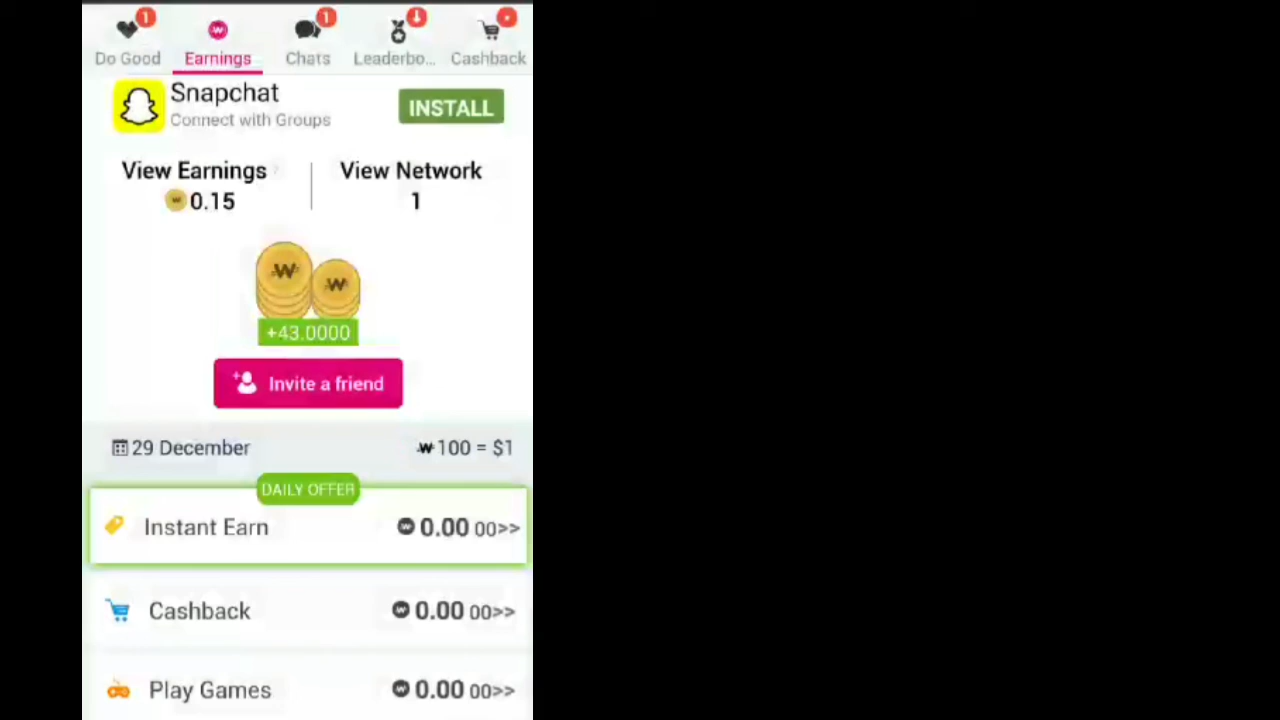 1 1
Do Good Earnings Chats Leaderbo... Cashback
Snapchat
Connect with Groups
INSTALL
View Earnings View Network
0.15 1
W W
+43.0000
Invite a friend
29 December ₩100 = $1
DAILY OFFER
Instant Earn 0.00 00>>
Cashback 0.00 00>>
Play Games 0.00 00>>